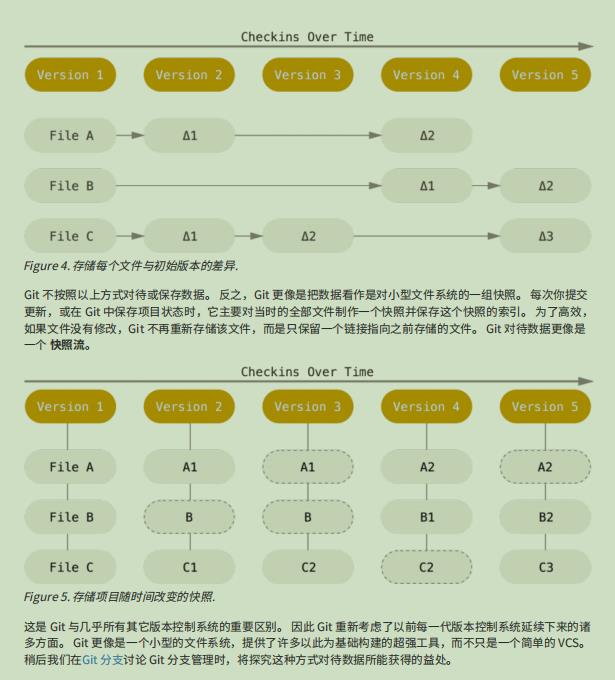 Checkins Over Time
Version 1 Version 2 Version 3 Version 4 Version 5
File A Δ1 Δ2
File B Δ1 Δ2
File C Δ1 Δ2 Δ3
Figure 4. 存储每个文件与初始版本的差异.
Git 不按照以上方式对待或保存数据。 反之，Git 更像是把数据看作是对小型文件系统的一组快照。 每次你提交
更新，或在 Git 中保存项目状态时，它主要对当时的全部文件制作一个快照并保存这个快照的索引。 为了高效，
如果文件没有修改，Git 不再重新存储该文件，而是只保留一个链接指向之前存储的文件。 Git 对待数据更像是
一个 快照流。
Checkins Over Time
Version 1 Version 2 Version 3 Version 4 Version 5
File A A1 A1 A2 A2
File B B B B1 B2
File C C1 C2 C2 C3
Figure 5. 存储项目随时间改变的快照.
这是 Git 与几乎所有其它版本控制系统的重要区别。 因此 Git 重新考虑了以前每一代版本控制系统延续下来的诸
多方面。 Git 更像是一个小型的文件系统，提供了许多以此为基础构建的超强工具，而不只是一个简单的 VCS。
稍后我们在Git 分支讨论 Git 分支管理时，将探究这种方式对待数据所能获得的益处。